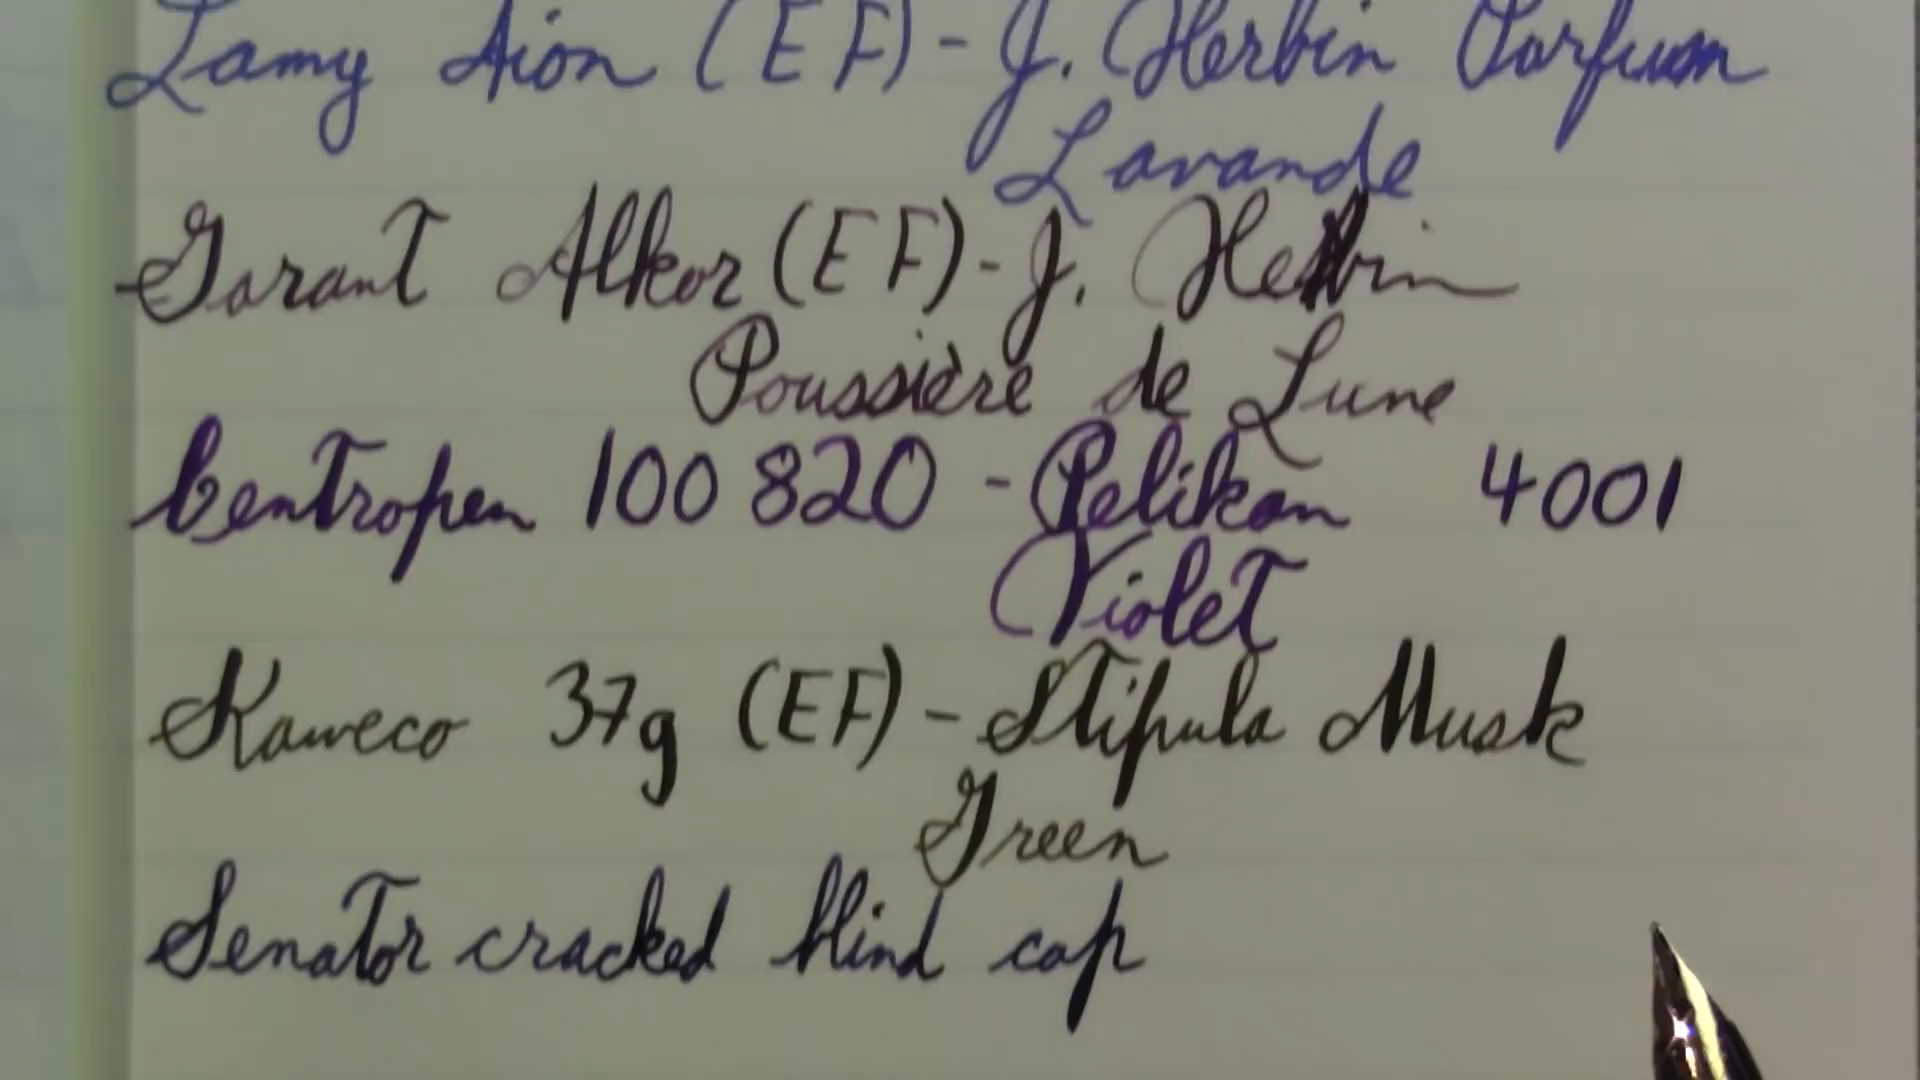 Lamy Aion (EF) - J. Herbin Parfum
Lavande
Garant Alkor (EF) - J. Herbin
Poussière de Lune
Centropen 100 820 - Pelikan 4001
Violet
Kaweco 37g (EF) - Stipula Musk
Green
Senator cracked blind cap